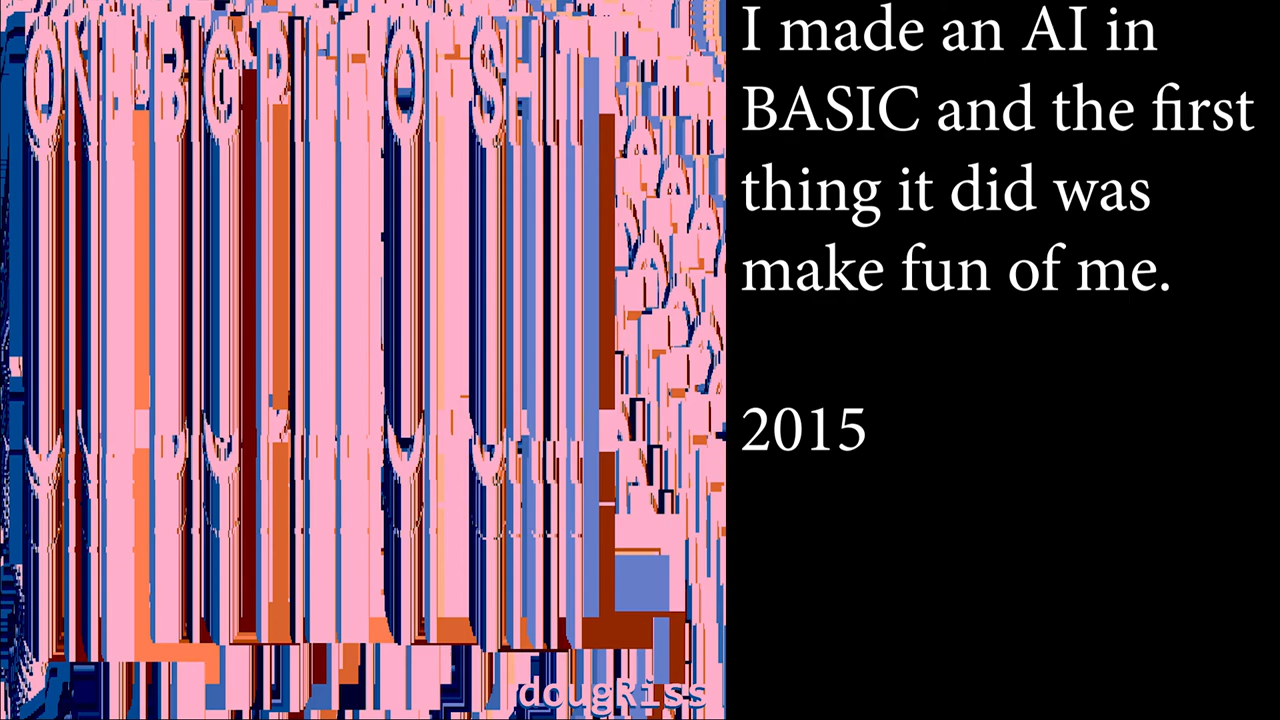 ON A BIG PIT OF SHIT
dougRiss
I made an AI in
BASIC and the first
thing it did was
make fun of me.
2015